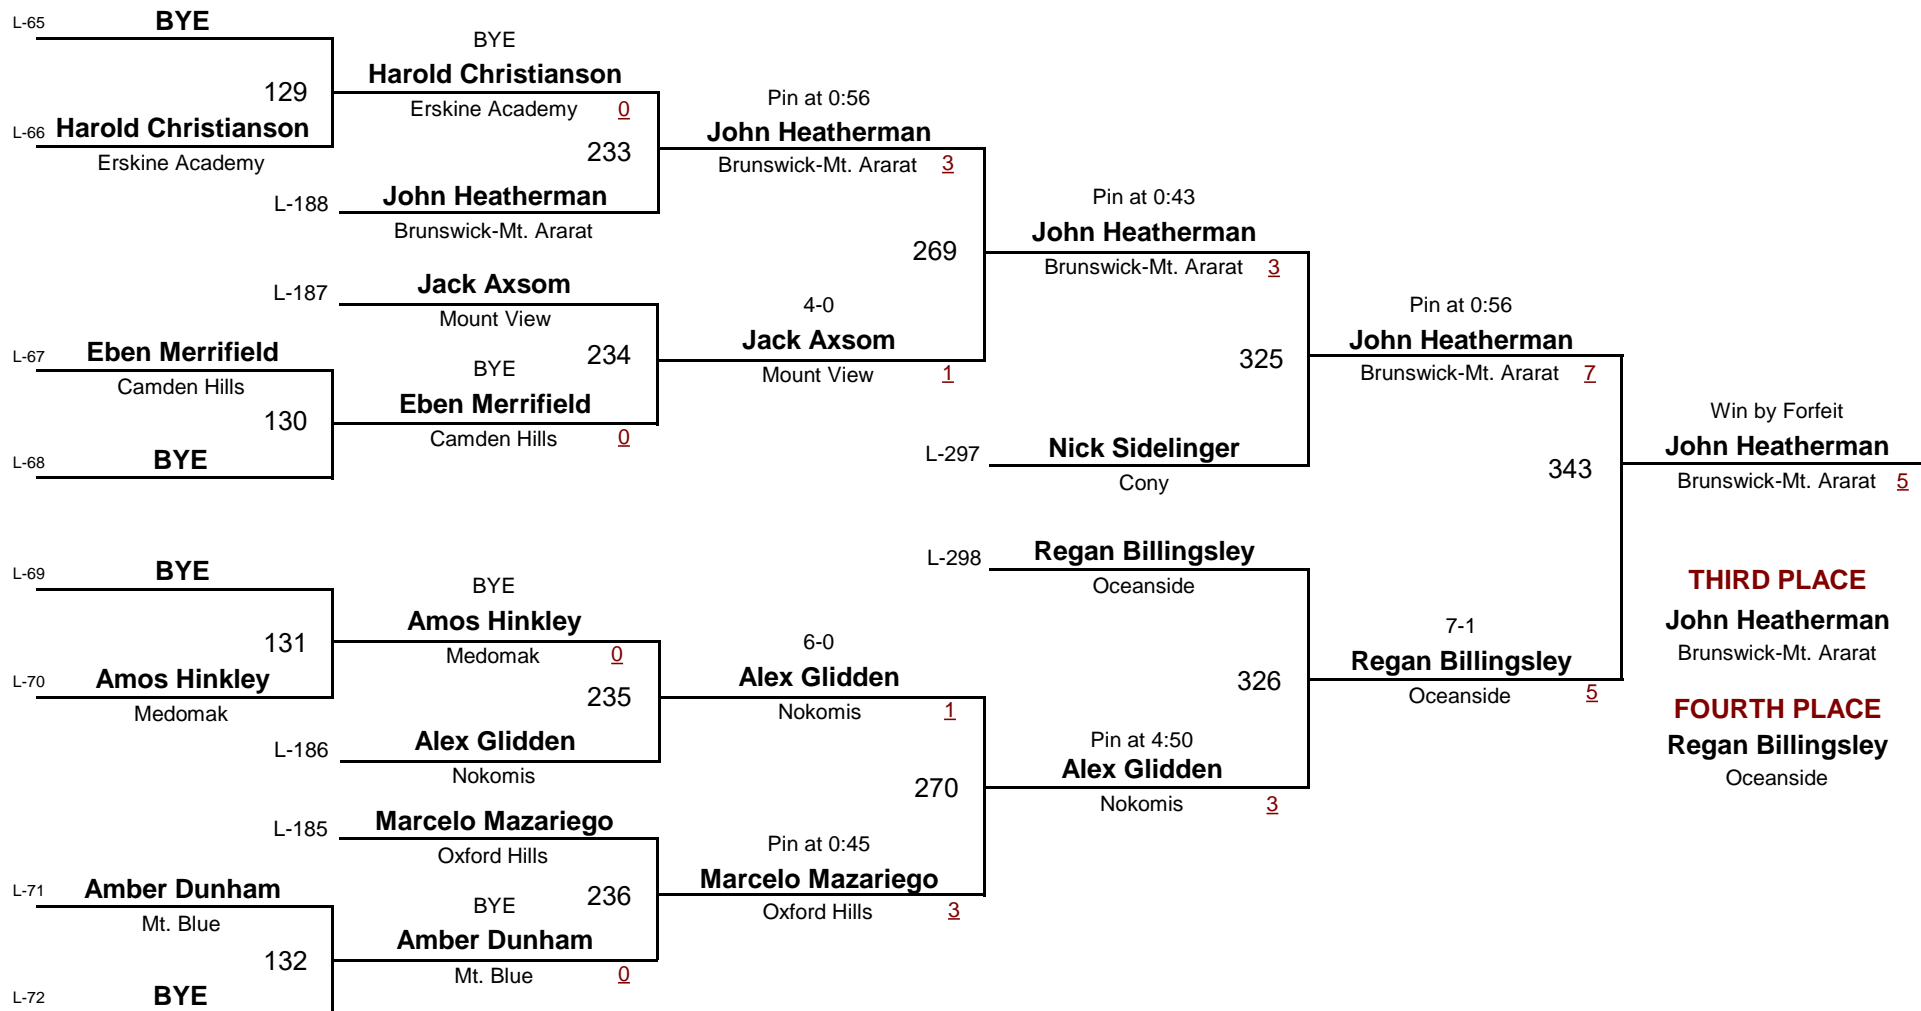 L-65 BYE
129
L-66 Harold Christianson
Erskine Academy
BYE
Harold Christianson
Erskine Academy 0
233
L-188 John Heatherman
Brunswick-Mt. Ararat
Pin at 0:56
John Heatherman
Brunswick-Mt. Ararat 3
L-187 Jack Axsom
Mount View
234
L-67 Eben Merrifield
Camden Hills
130
L-68 BYE
BYE
Eben Merrifield
Camden Hills 0
4-0
Jack Axsom
Mount View 1
269
Pin at 0:43
John Heatherman
Brunswick-Mt. Ararat 3
325
L-297 Nick Sidelinger
Cony
Pin at 0:56
John Heatherman
Brunswick-Mt. Ararat 7
343
Win by Forfeit
John Heatherman
Brunswick-Mt. Ararat 5
L-69 BYE
131
L-70 Amos Hinkley
Medomak
BYE
Amos Hinkley
Medomak 0
235
L-186 Alex Glidden
Nokomis
6-0
Alex Glidden
Nokomis 1
L-185 Marcelo Mazariego
Oxford Hills
236
L-71 Amber Dunham
Mt. Blue
132
L-72 BYE
BYE
Amber Dunham
Mt. Blue 0
Pin at 0:45
Marcelo Mazariego
Oxford Hills 3
270
L-298 Regan Billingsley
Oceanside
326
Pin at 4:50
Alex Glidden
Nokomis 3
7-1
Regan Billingsley
Oceanside 5
THIRD PLACE
John Heatherman
Brunswick-Mt. Ararat
FOURTH PLACE
Regan Billingsley
Oceanside